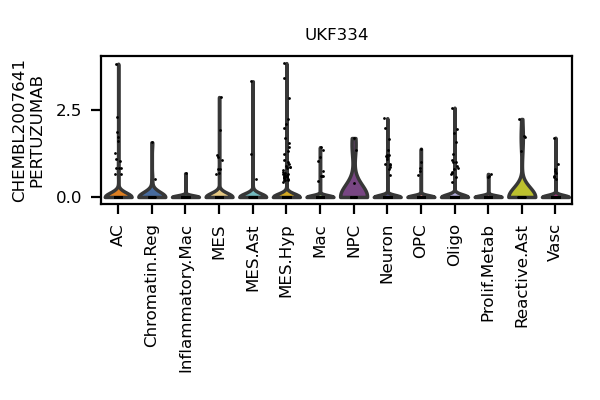 UKF334
CHEMBL2007641
PERTUZUMAB
2.5
0.0
AC
Chromatin.Reg
Inflammatory.Mac
MES
MES.Ast
MES.Hyp
Mac
NPC
Neuron
OPC
Oligo
Prolif.Metab
Reactive.Ast
Vasc